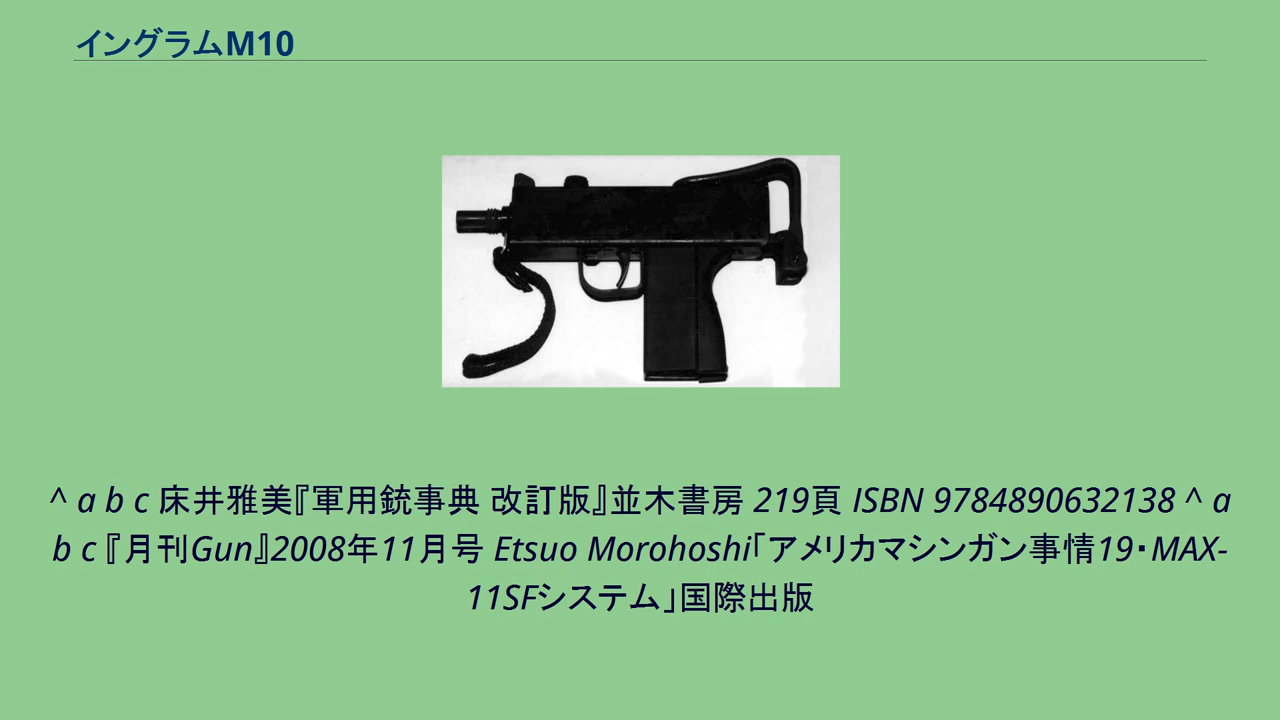 イングラムM10
^ a b c 床井雅美『軍用銃事典 改訂版』並木書房 219頁 ISBN 9784890632138 ^ a
b c 『月刊Gun』2008年11月号 Etsuo Morohoshi「アメリカマシンガン事情19・MAX-
11SFシステム」国際出版